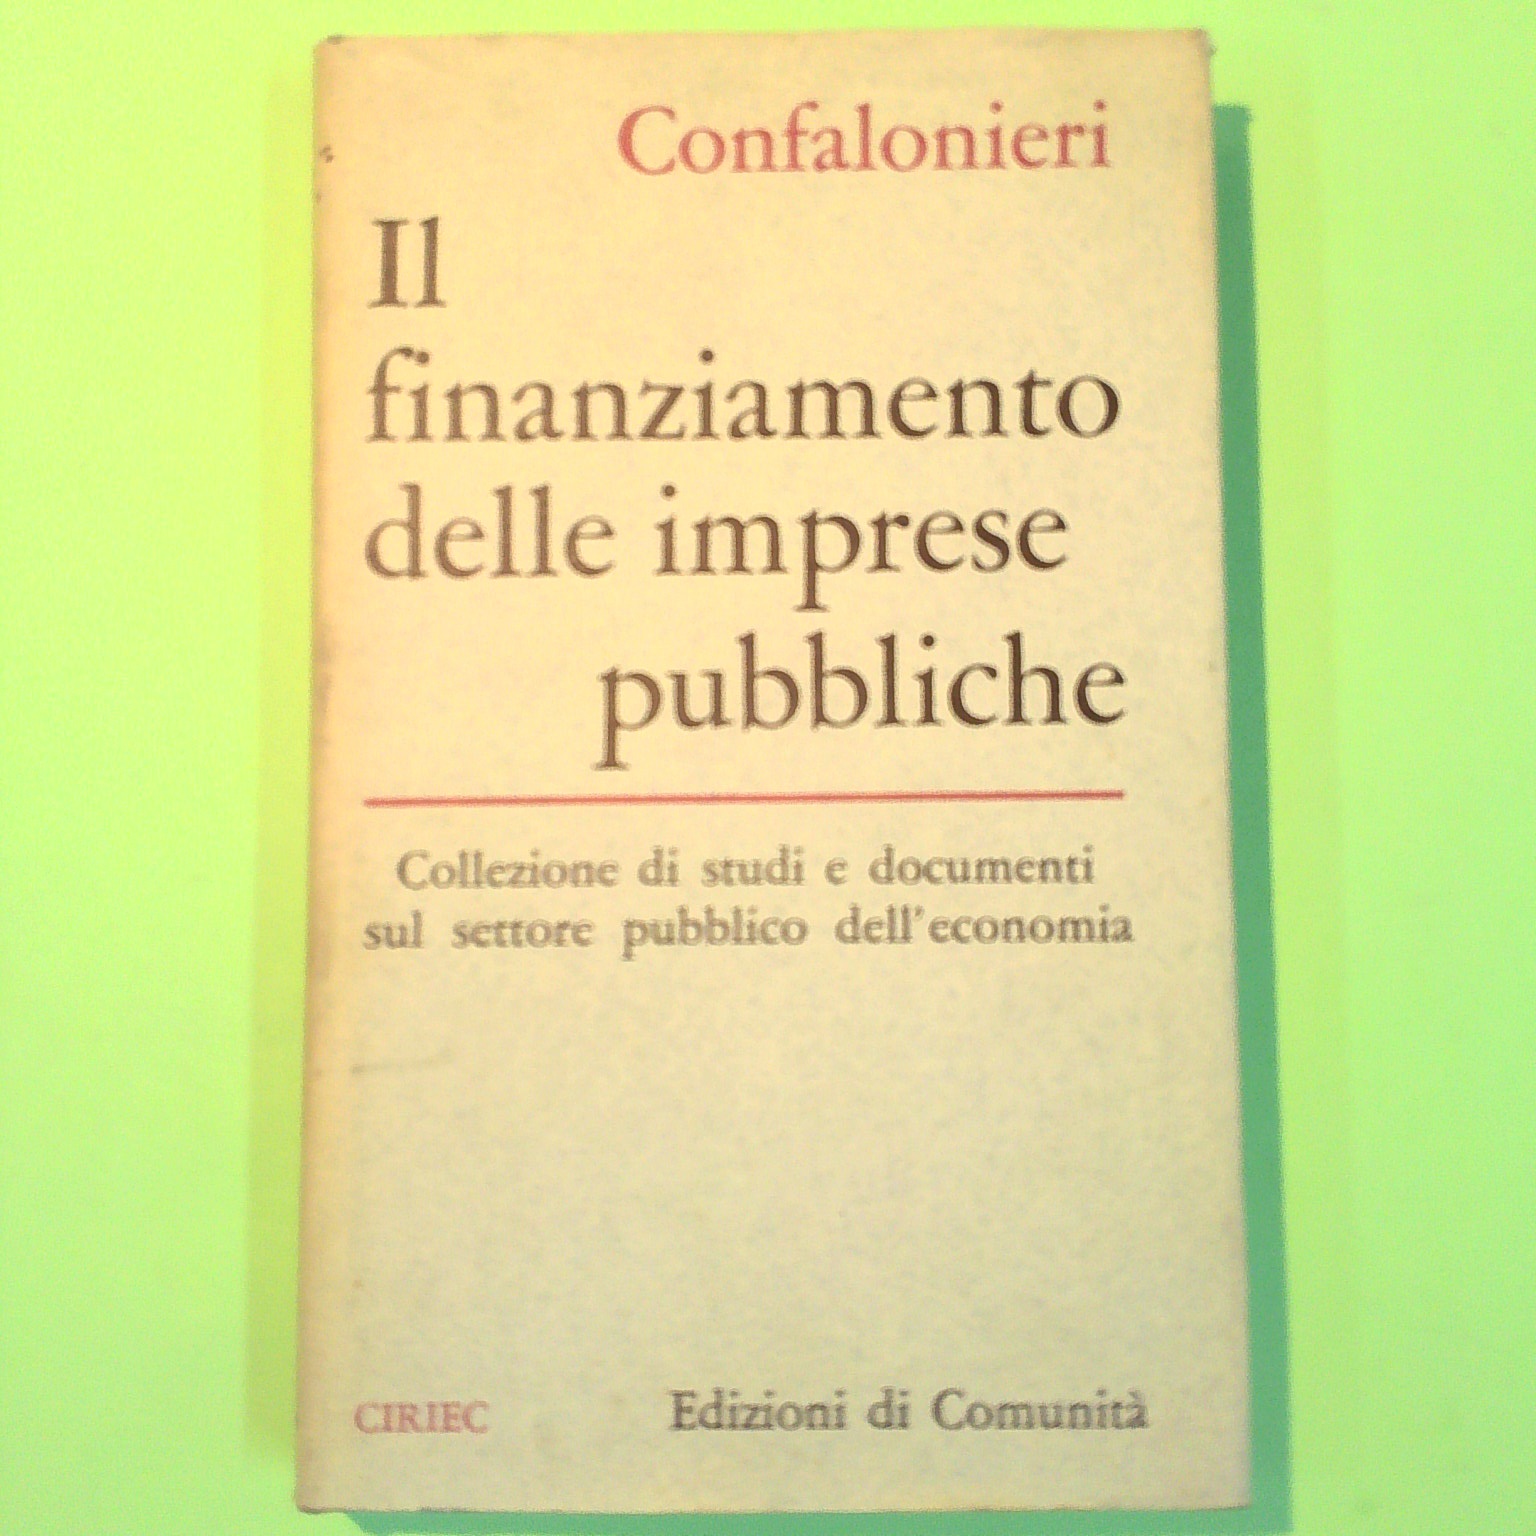 Confalonieri
Il
finanziamento
delle imprese
pubbliche
Collezione di studi e documenti
sul settore pubblico dell'economia
CIRIEC Edizioni di Comunità